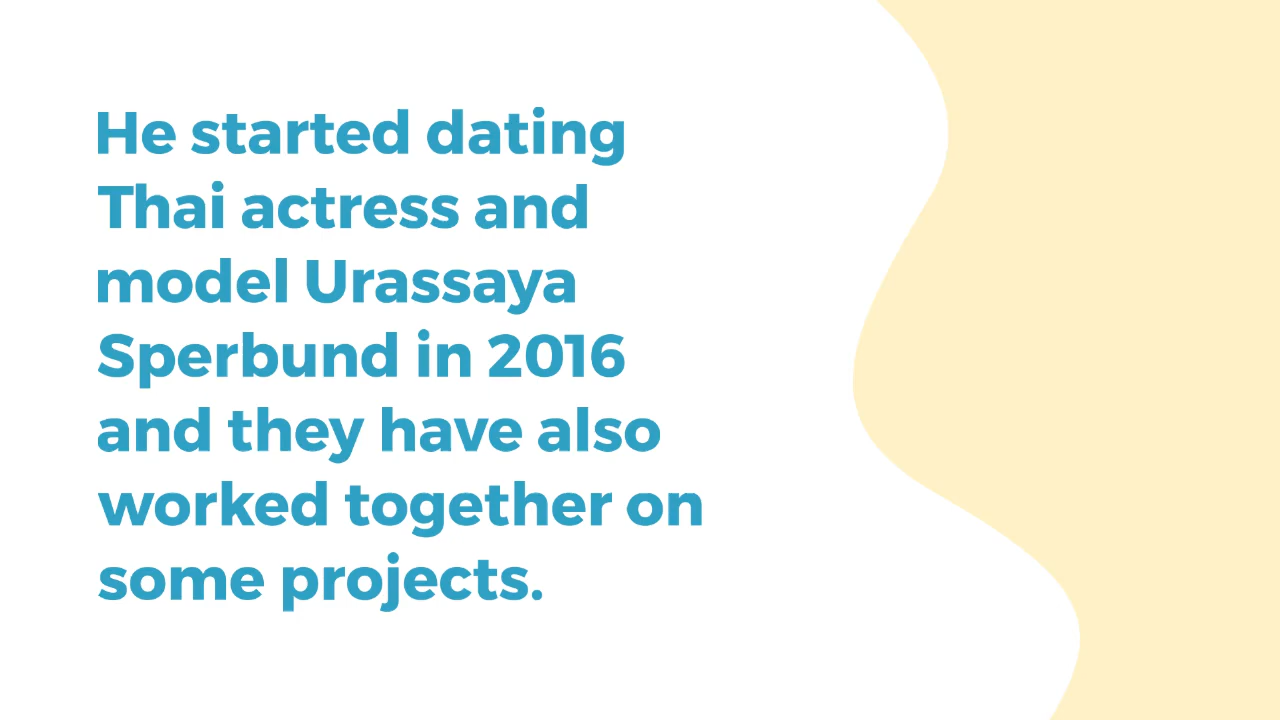 He started dating
Thai actress and
model Urassaya
Sperbund in 2016
and they have also
worked together on
some projects.